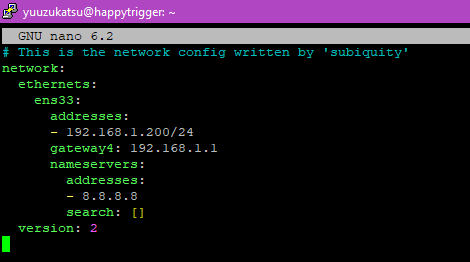 yuuzukatsu@happytrigger: ~
GNU nano 6.2
# This is the network config written by 'subiquity'
network:
  ethernets:
    ens33:
      addresses:
      - 192.168.1.200/24
      gateway4: 192.168.1.1
      nameservers:
        addresses:
        - 8.8.8.8
        search: []
  version: 2